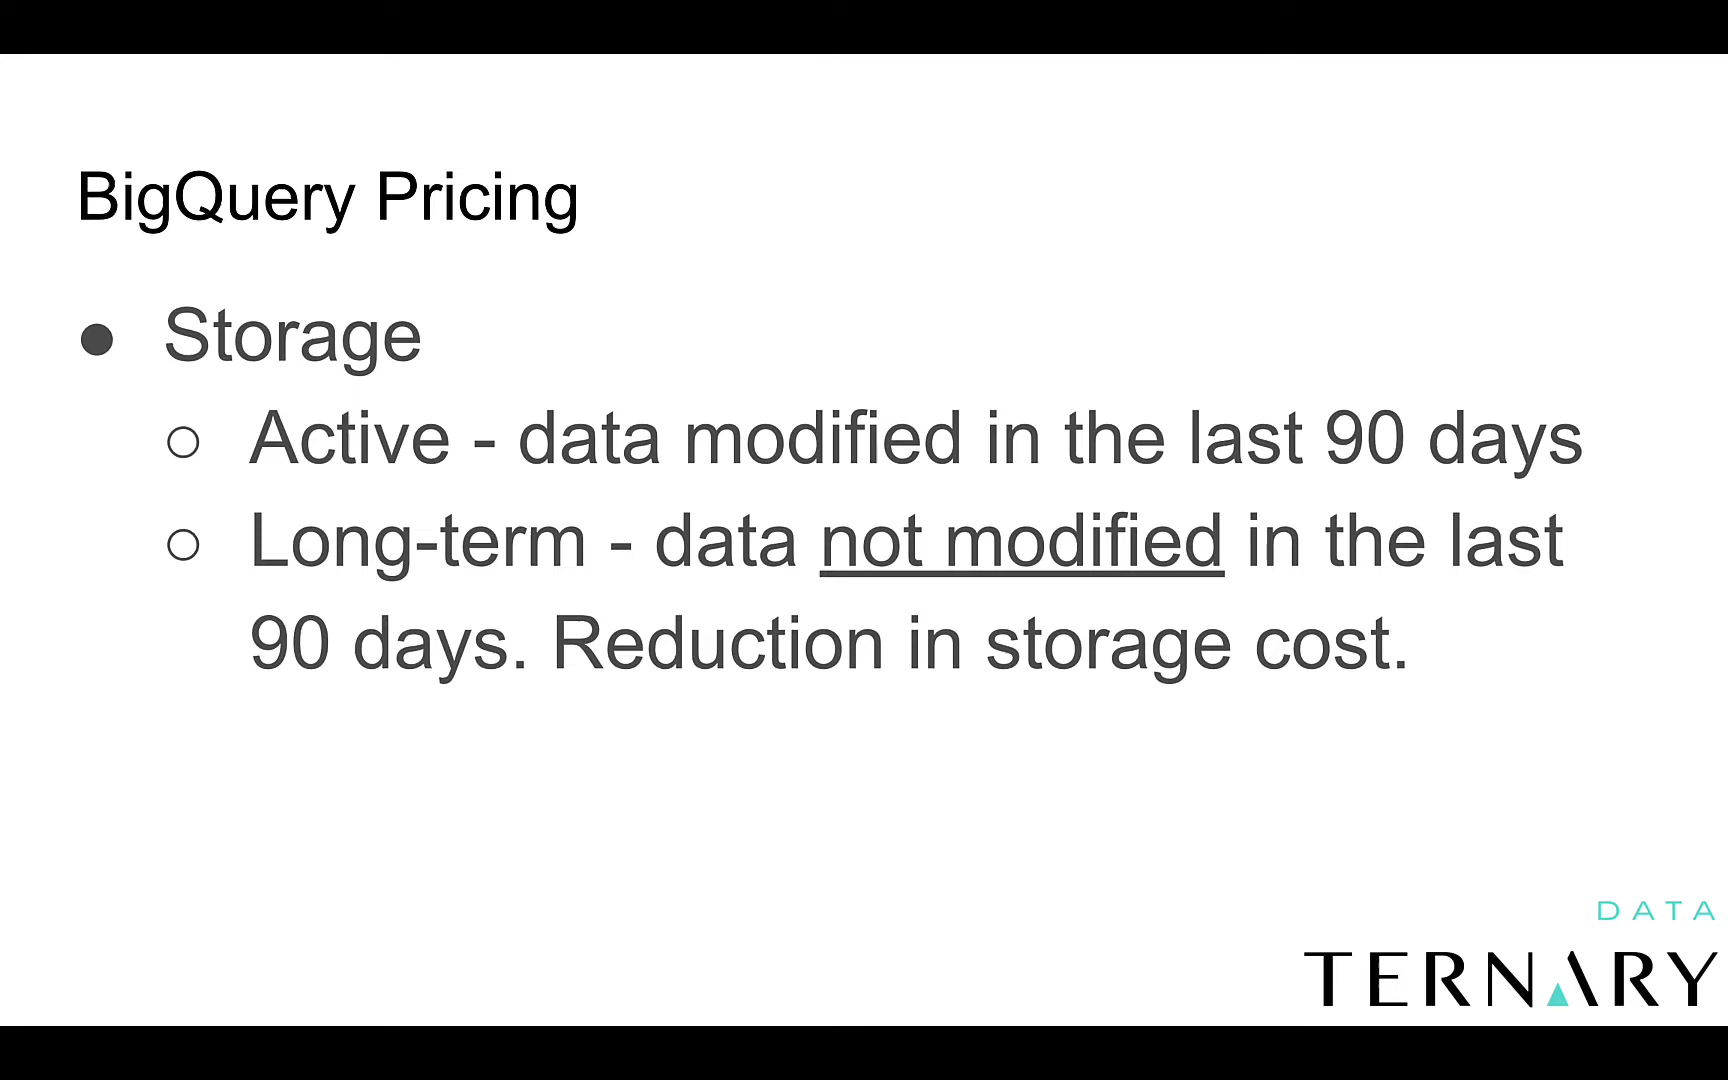 BigQuery Pricing
● Storage
○ Active - data modified in the last 90 days
○ Long-term - data not modified in the last
90 days. Reduction in storage cost.
DATA
TERNARY